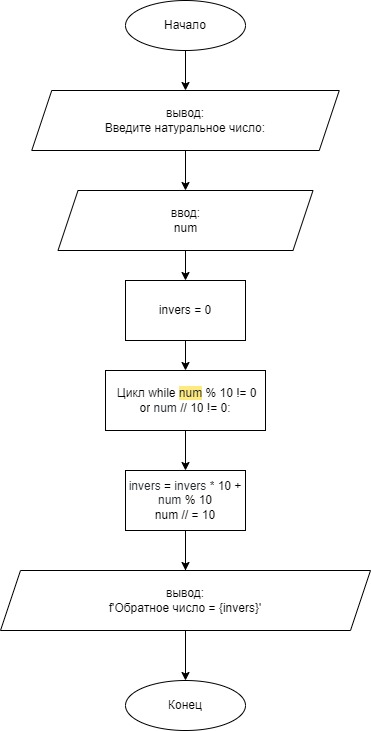 Начало
вывод:
Введите натуральное число:
ввод:
num
invers = 0
Цикл while num % 10 != 0
or num // 10 != 0:
invers = invers * 10 +
num % 10
num // = 10
вывод:
f'Обратное число = {invers}'
Конец